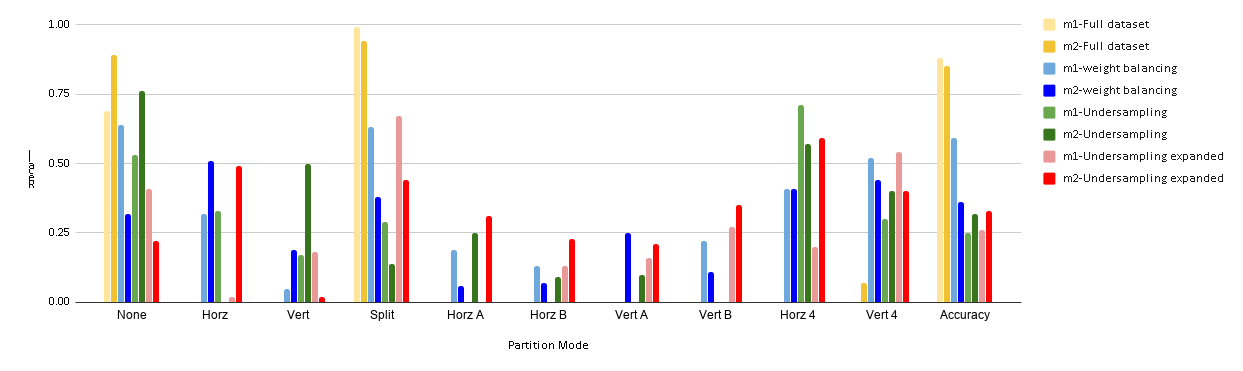 1.00
0.75
0.50
0.25
0.00
None Horz Vert Split Horz A Horz B Vert A Vert B Horz 4 Vert 4 Accuracy
Partition Mode
m1-Full dataset
m2-Full dataset
m1-weight balancing
m2-weight balancing
m1-Undersampling
m2-Undersampling
m1-Undersampling expanded
m2-Undersampling expanded